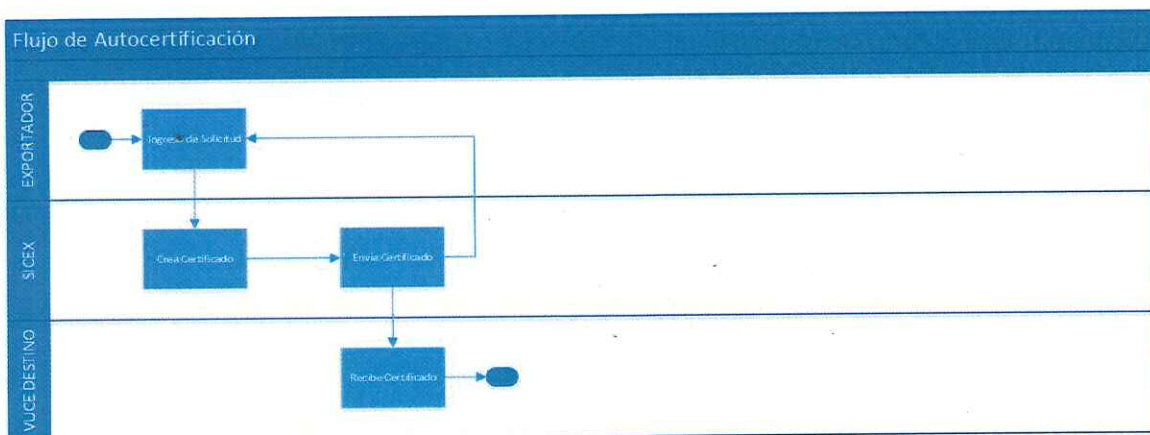 Flujo de Autocertificación
EXPORTADOR
Ingreso de Solicitud
SICEX
Crea Certificado
Envía Certificado
VUCE DESTINO
Recibe Certificado